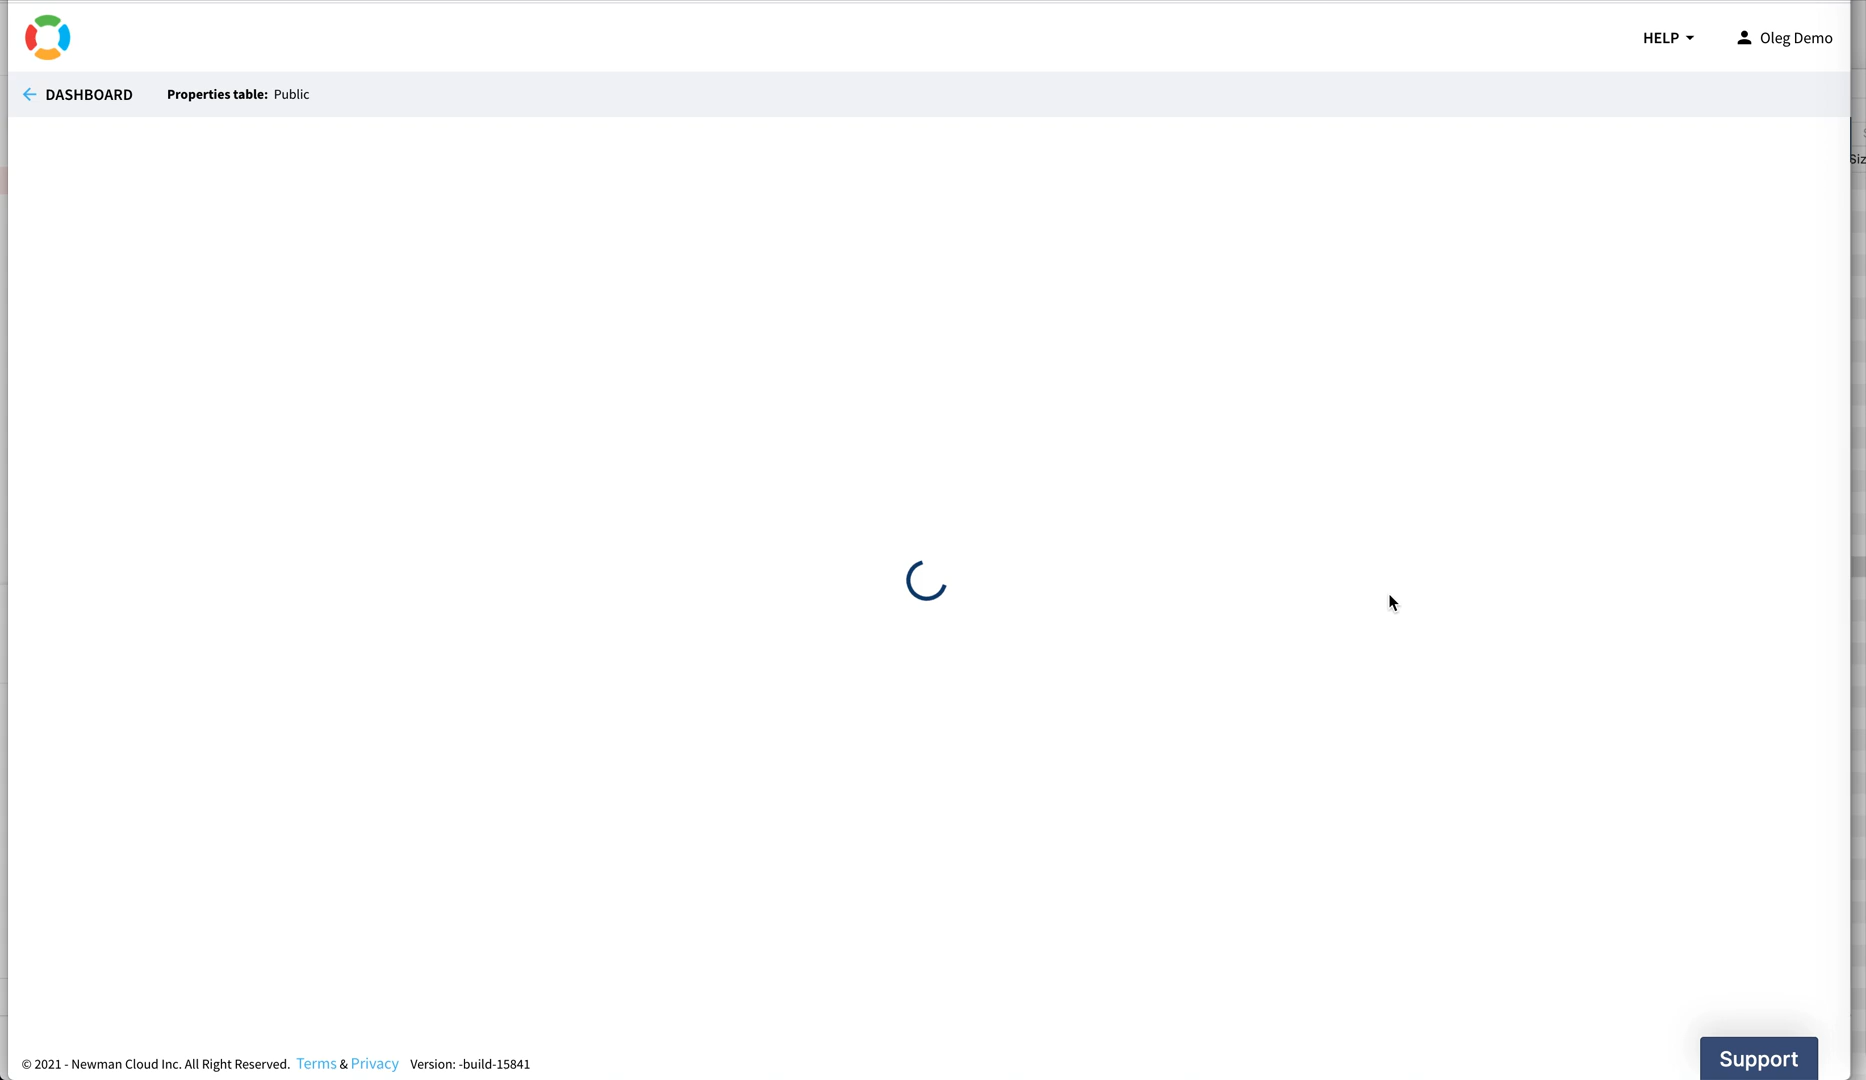 HELP Oleg Demo
DASHBOARD Properties table: Public
Siz
© 2021 - Newman Cloud Inc. All Right Reserved. Terms & Privacy Version: -build-15841
Support